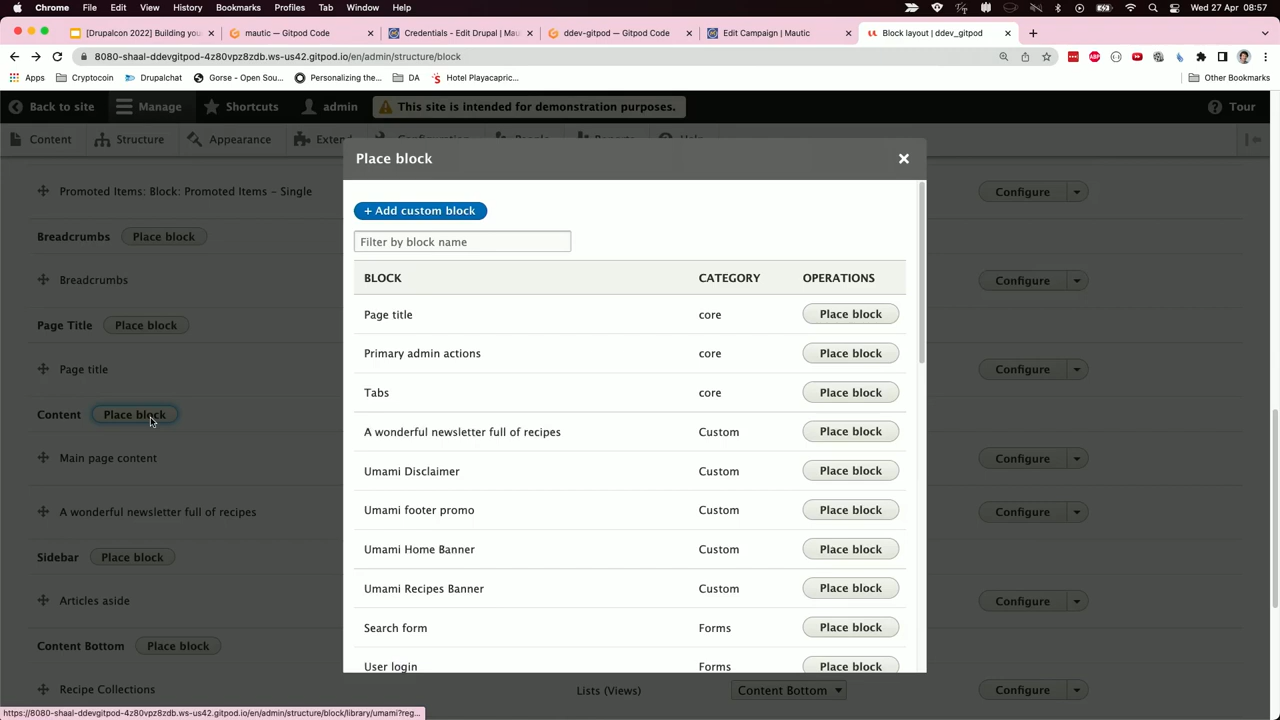 Chrome File Edit View History Bookmarks Profiles Tab Window Help Wed 27 Apr 08:57
[Drupalcon 2022] Building you mautic — Gitpod Code Credentials - Edit Drupal | Mau ddev-gitpod — Gitpod Code Edit Campaign | Mautic Block layout | ddev_gitpod
8080-shaal-ddevgitpod-4z80vpz8zdb.ws-us42.gitpod.io/en/admin/structure/block
Apps Cryptocoin Drupalchat Gorse - Open Sour... Personalizing the... DA Hotel Playacapric... Other Bookmarks
Back to site Manage Shortcuts admin This site is intended for demonstration purposes. Tour
Content Structure Appearance Extend Configuration People Reports Help
Place block
Promoted Items: Block: Promoted Items - Single Configure
+ Add custom block
Breadcrumbs Place block
Filter by block name
BLOCK CATEGORY OPERATIONS
Breadcrumbs Configure
Page title core Place block
Page Title Place block
Primary admin actions core Place block
Page title Configure
Tabs core Place block
Content Place block
A wonderful newsletter full of recipes Custom Place block
Main page content Configure
Umami Disclaimer Custom Place block
Umami footer promo Custom Place block
A wonderful newsletter full of recipes Configure
Umami Home Banner Custom Place block
Sidebar Place block
Umami Recipes Banner Custom Place block
Articles aside Configure
Search form Forms Place block
Content Bottom Place block
User login Forms Place block
Recipe Collections Lists (Views) Content Bottom Configure
https://8080-shaal-ddevgitpod-4z80vpz8zdb.ws-us42.gitpod.io/en/admin/structure/block/library/umami?reg...